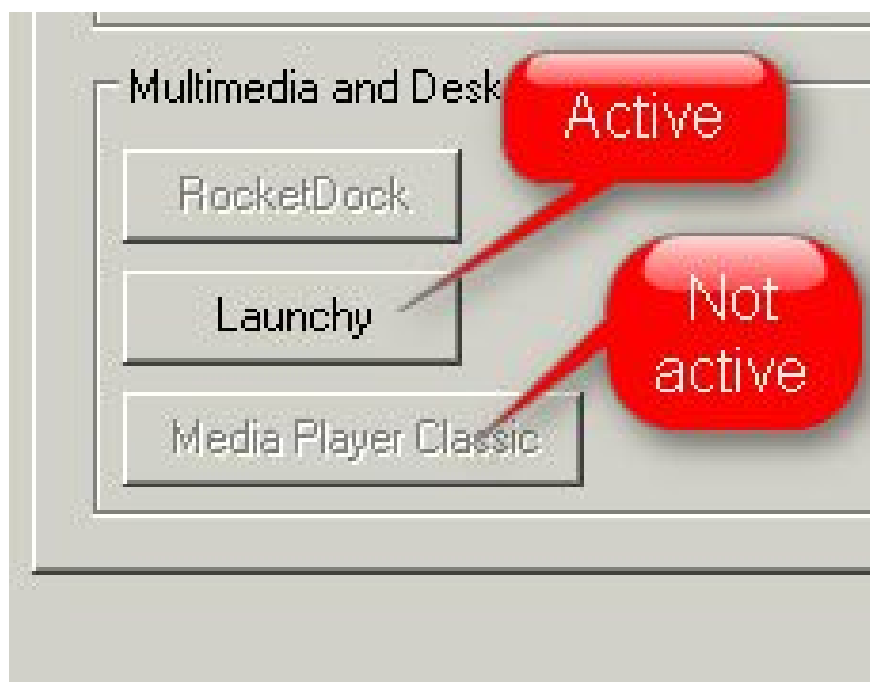 Multimedia and Desk
Active
RocketDock
Launchy
Not
active
Media Player Classic